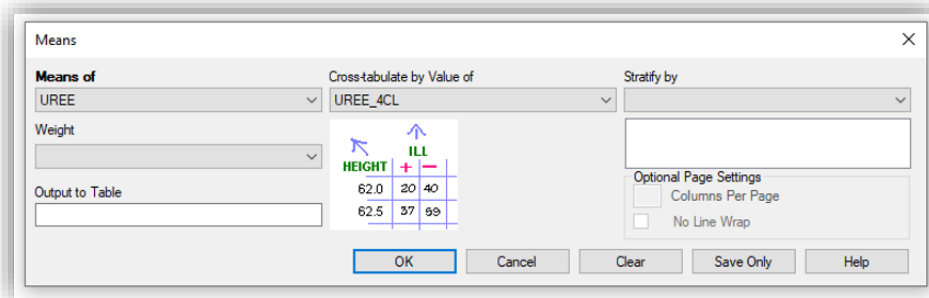 Means
Means of
Cross-tabulate by Value of
Stratify by
UREE
UREE_4CL
Weight
ILL
HEIGHT + −
62.0 20 40
62.5 37 99
Output to Table
Optional Page Settings
Columns Per Page
No Line Wrap
OK
Cancel
Clear
Save Only
Help